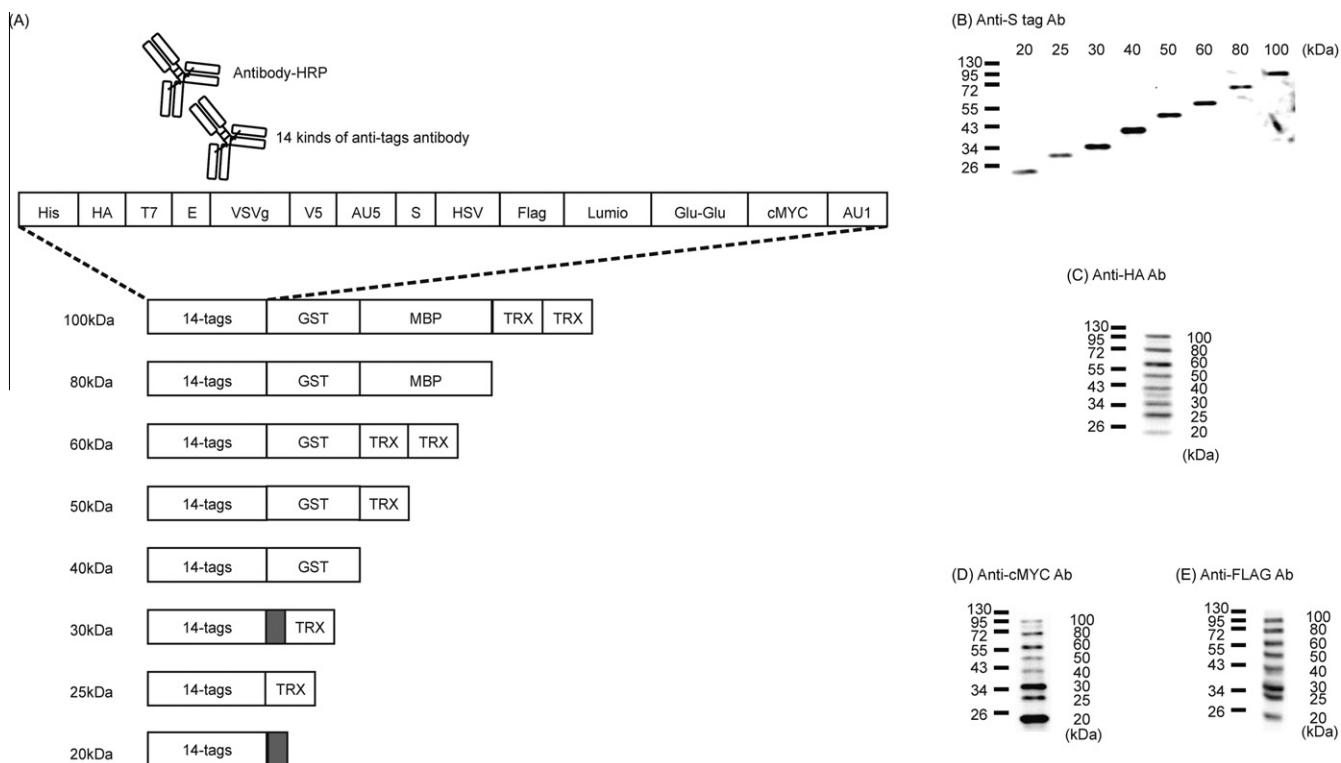 (A)
Antibody-HRP
14 kinds of anti-tags antibody
His HA T7 E VSVg V5 AU5 S HSV Flag Lumio Glu-Glu cMYC AU1
100kDa 14-tags GST MBP TRX TRX
80kDa 14-tags GST MBP
60kDa 14-tags GST TRX TRX
50kDa 14-tags GST TRX
40kDa 14-tags GST
30kDa 14-tags TRX
25kDa 14-tags TRX
20kDa 14-tags
(B) Anti-S tag Ab
20 25 30 40 50 60 80 100 (kDa)
130
95
72
55
43
34
26
(C) Anti-HA Ab
130
95 100
72 80
55 60
43 50
34 40
26 30
25
20
(kDa)
(D) Anti-cMYC Ab
130 100
95 80
72 60
55 50
43 40
34 30
26 25
20
(kDa)
(E) Anti-FLAG Ab
130 100
95 80
72 60
55 50
43 40
34 30
26 25
20
(kDa)